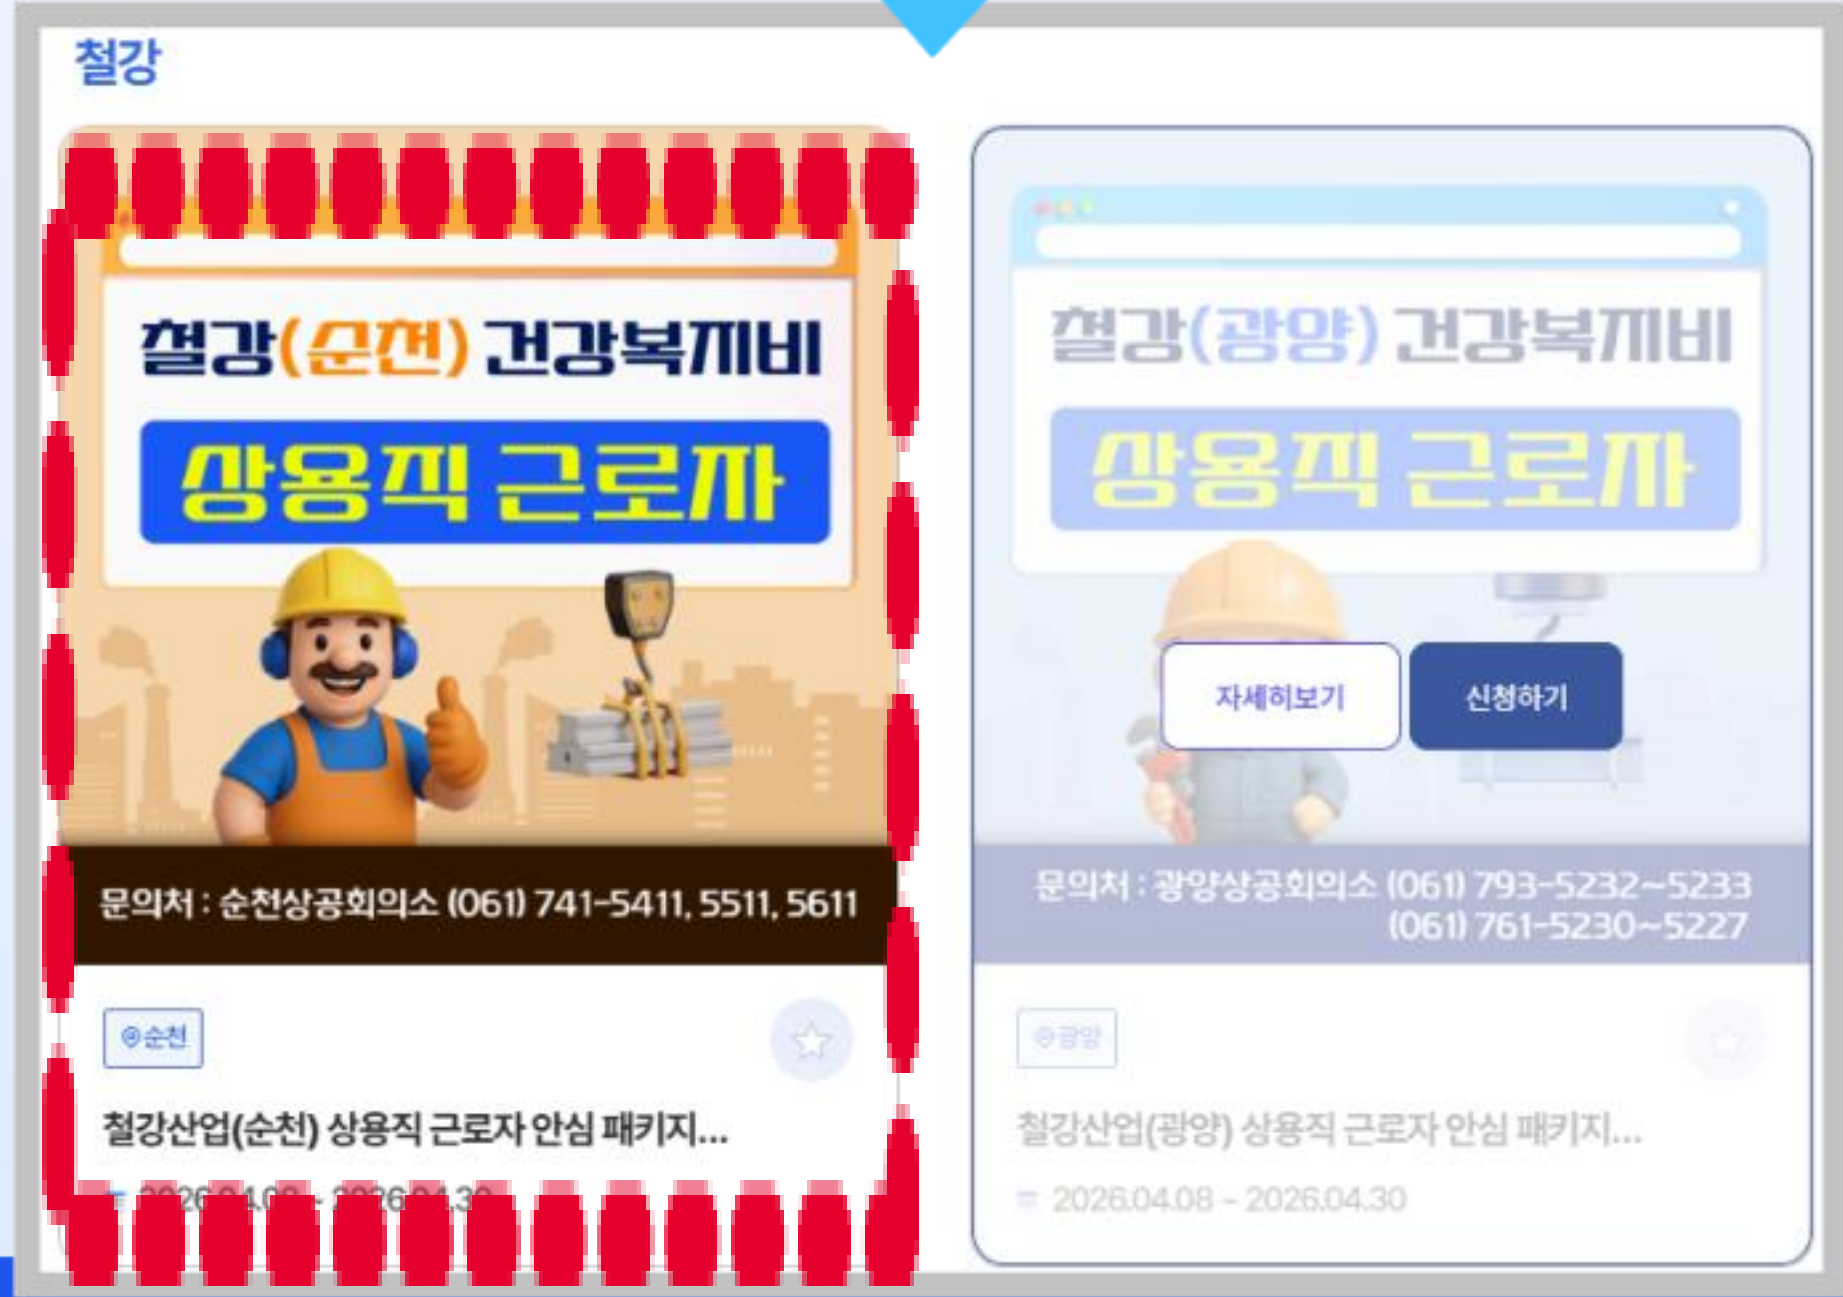 철강
철강(순천) 건강복지비
상용직 근로자
문의처 : 순천상공회의소 (061) 741-5411, 5511, 5611
순천
철강산업(순천) 상용직 근로자 안심 패키지...
2026.04.08 ~ 2026.04.30
철강(광양) 건강복지비
상용직 근로자
자세히보기
신청하기
문의처 : 광양상공회의소 (061) 793-5232~5233
(061) 761-5230~5227
광양
철강산업(광양) 상용직 근로자 안심 패키지...
2026.04.08 ~ 2026.04.30